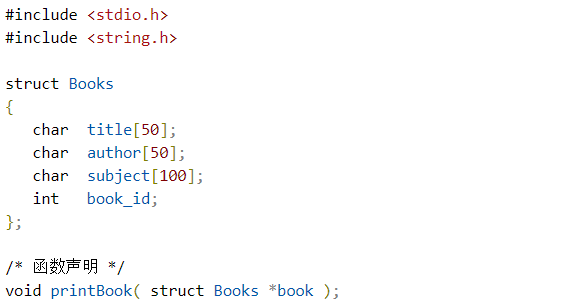 #include <stdio.h>
#include <string.h>
struct Books
{
   char  title[50];
   char  author[50];
   char  subject[100];
   int   book_id;
};
/* 函数声明 */
void printBook( struct Books *book );